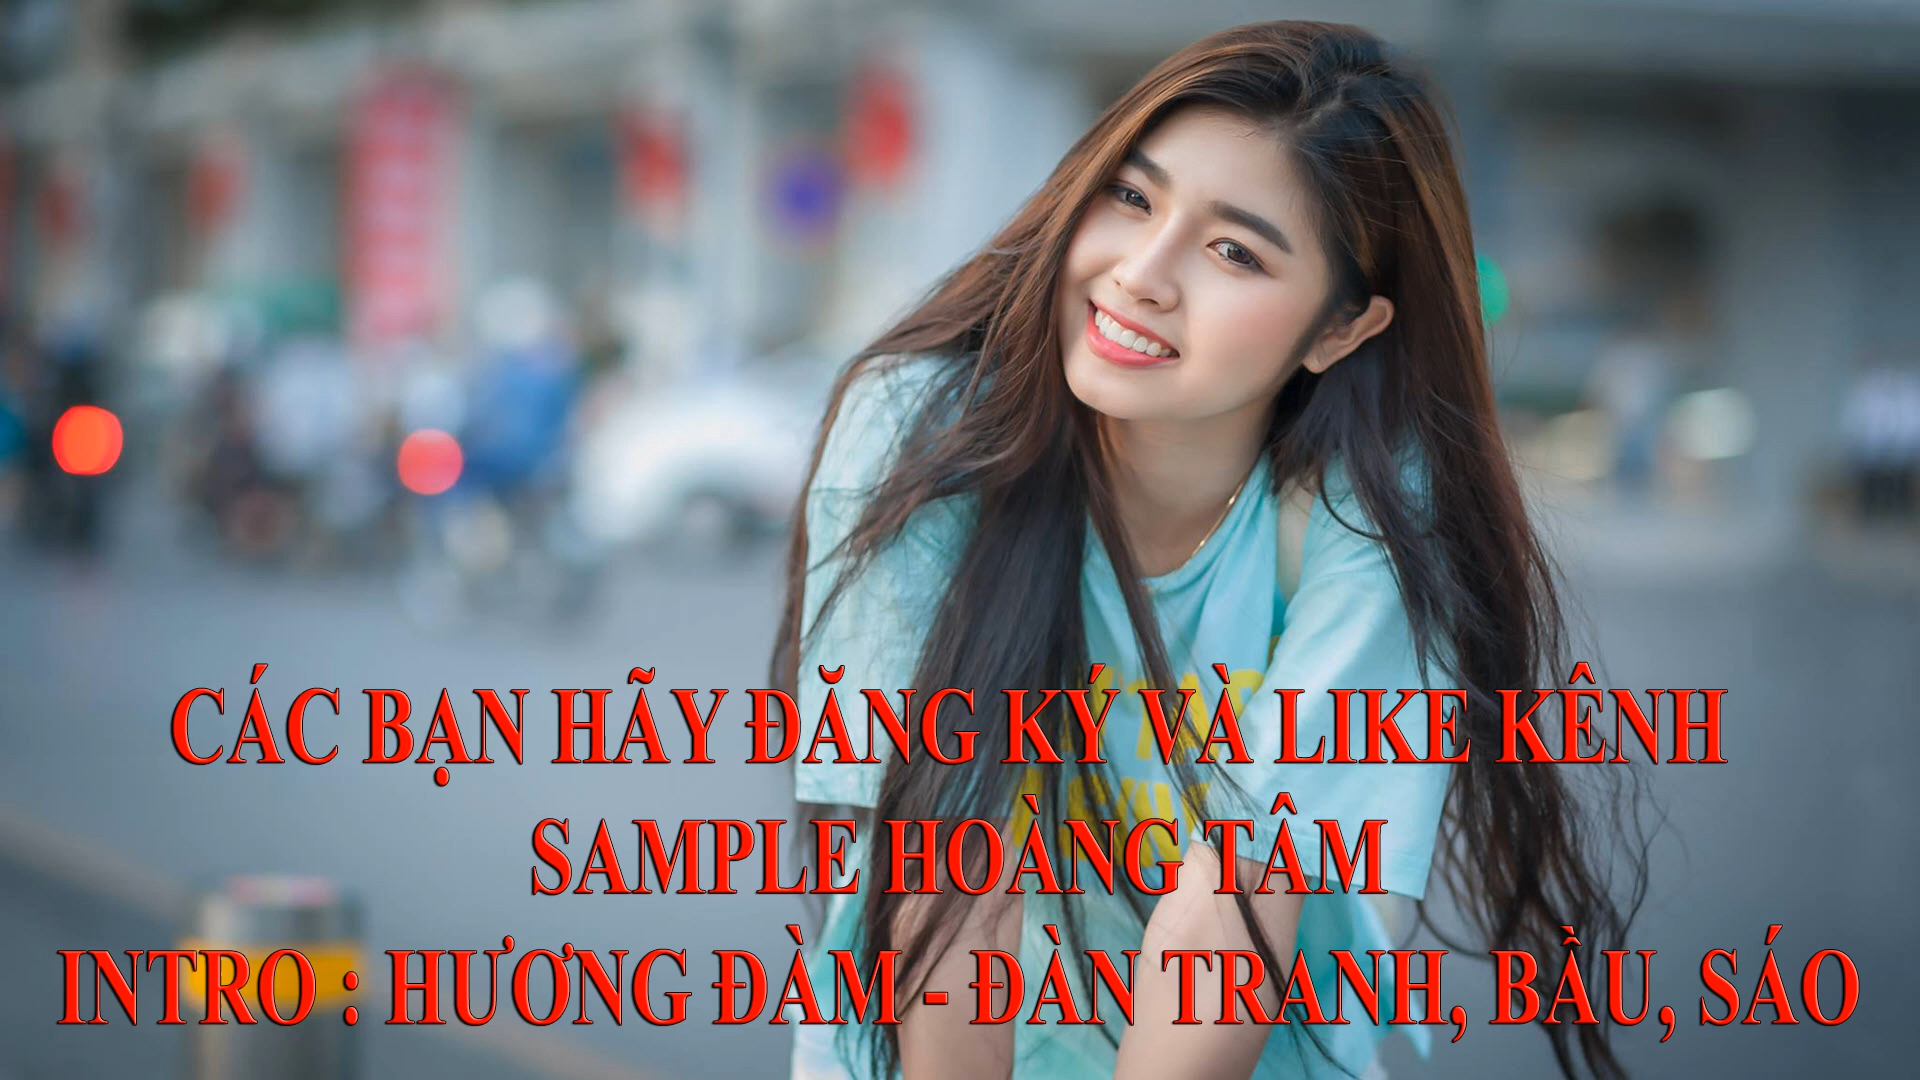 CÁC BẠN HÃY ĐĂNG KÝ VÀ LIKE KÊNH
SAMPLE HOÀNG TÂM
INTRO : HƯƠNG ĐÀM - ĐÀN TRANH, BẦU, SÁO